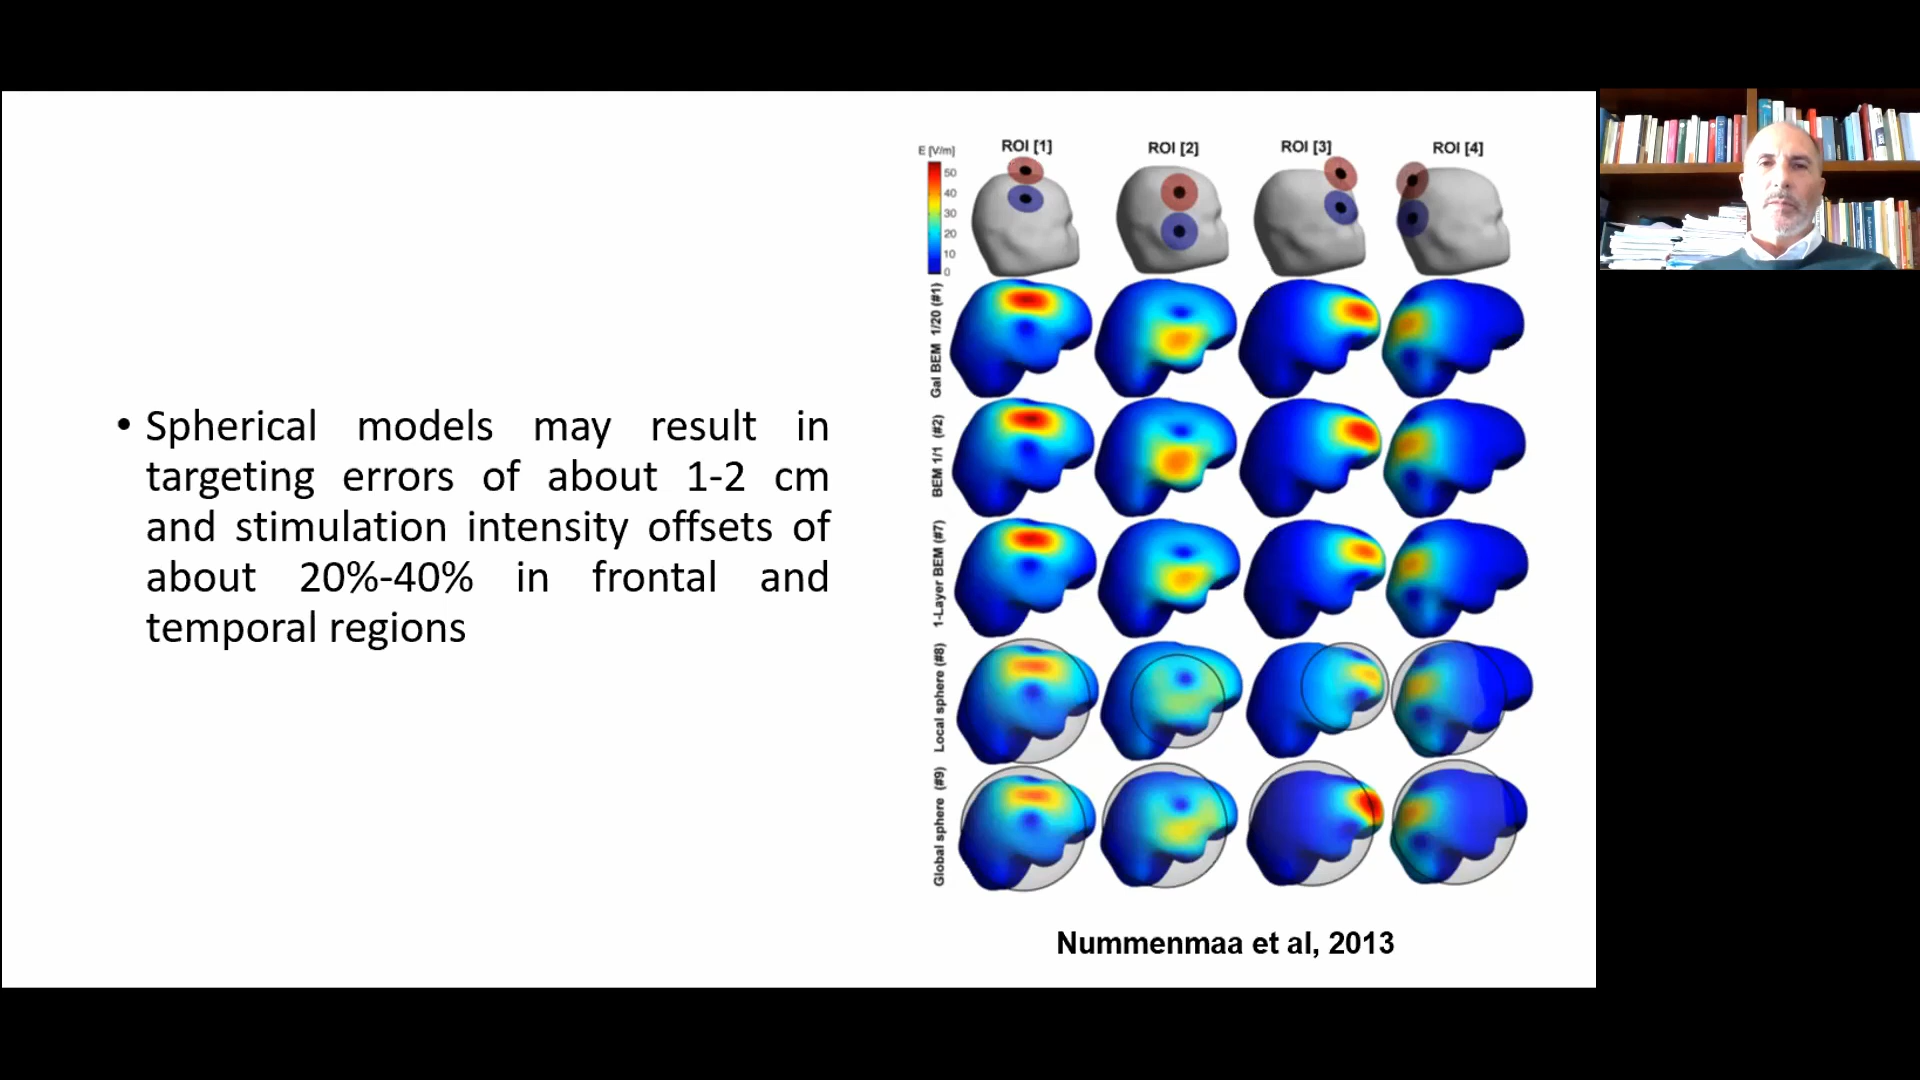 • Spherical models may result in
targeting errors of about 1-2 cm
and stimulation intensity offsets of
about 20%-40% in frontal and
temporal regions
E [V/m]
50
40
30
20
10
0
ROI [1]
ROI [2]
ROI [3]
ROI [4]
Gal BEM 1/20 (#1)
BEM 1/1 (#2)
1-Layer BEM (#7)
Local sphere (#8)
Global sphere (#9)
Nummenmaa et al, 2013